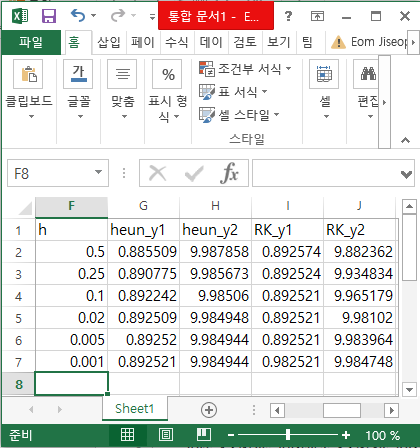 통합 문서1 - E...
파일 홈 삽입 페이 수식 데이 검토 보기 팀 Eom Jiseop
클립보드 글꼴 맞춤 표시 형식 조건부 서식 표 서식 셀 스타일 셀 편집
스타일
F8 fx
F G H I J
1 h heun_y1 heun_y2 RK_y1 RK_y2
2 0.5 0.885509 9.987858 0.892574 9.882362
3 0.25 0.890775 9.985673 0.892524 9.934834
4 0.1 0.892242 9.98506 0.892521 9.965179
5 0.02 0.892509 9.984948 0.892521 9.98102
6 0.005 0.89252 9.984944 0.892521 9.983964
7 0.001 0.892521 9.984944 0.982521 9.984748
8
Sheet1
준비 100 %